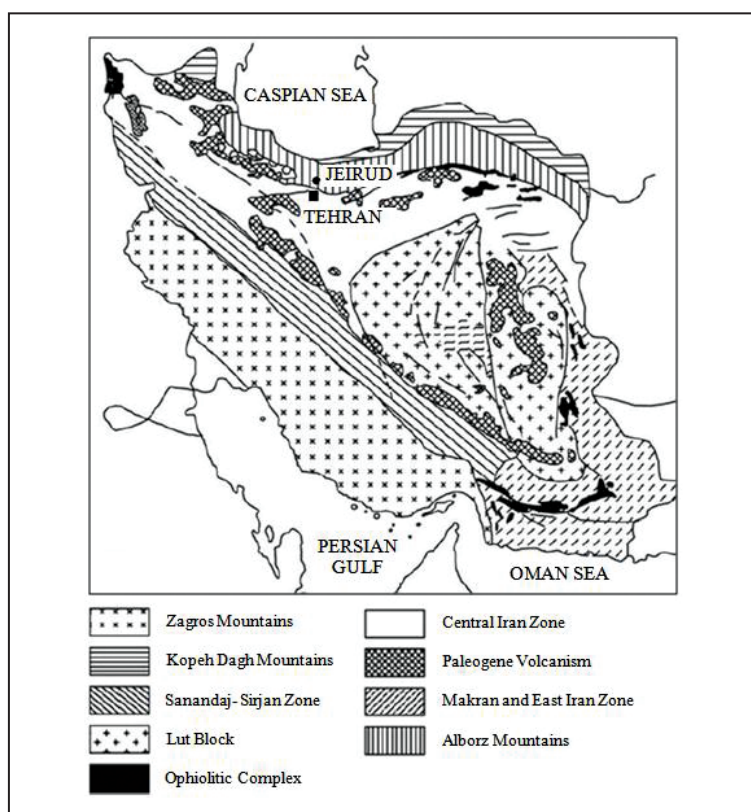 CASPIAN SEA
JEIRUD
TEHRAN
PERSIAN
GULF
OMAN SEA
Zagros Mountains
Central Iran Zone
Kopeh Dagh Mountains
Paleogene Volcanism
Sanandaj- Sirjan Zone
Makran and East Iran Zone
Lut Block
Alborz Mountains
Ophiolitic Complex